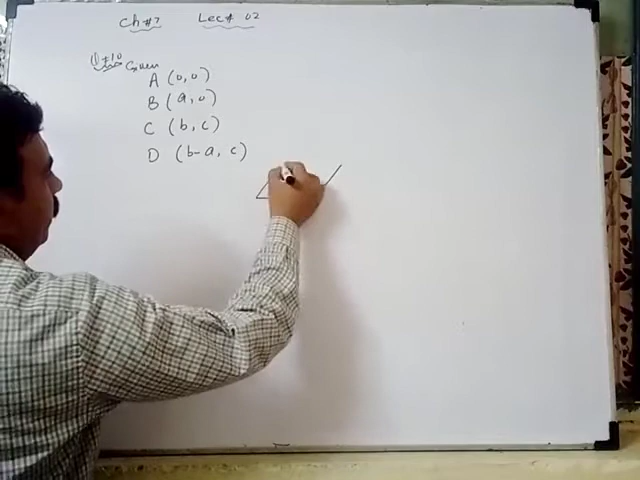 Ch #7 Lec# 02
Q#10 Given
A (0, 0)
B (a, 0)
C (b, c)
D (b-a, c)